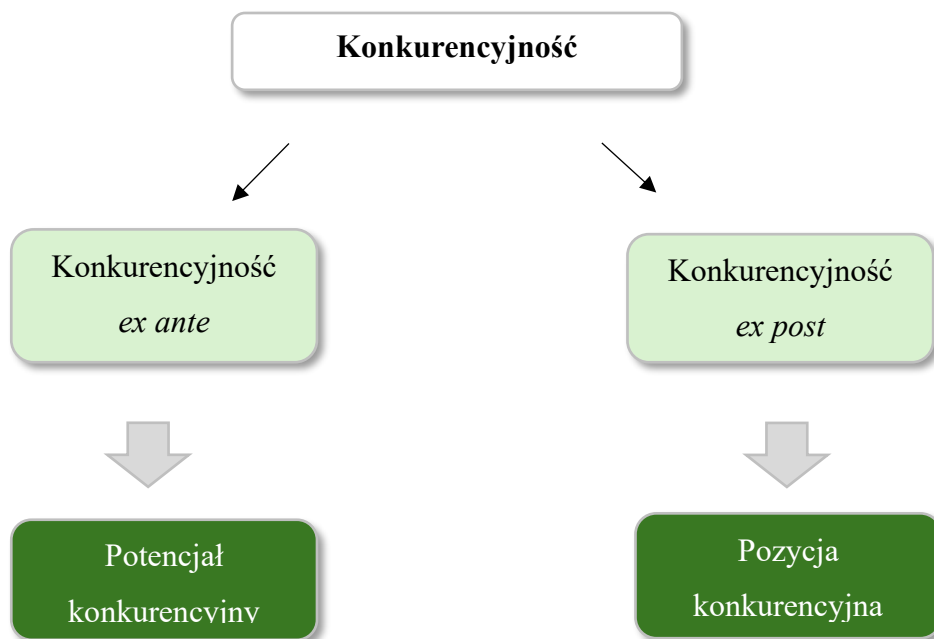 Konkurencyjność
Konkurencyjność
ex ante
Konkurencyjność
ex post
Potencjał
konkurencyjny
Pozycja
konkurencyjna